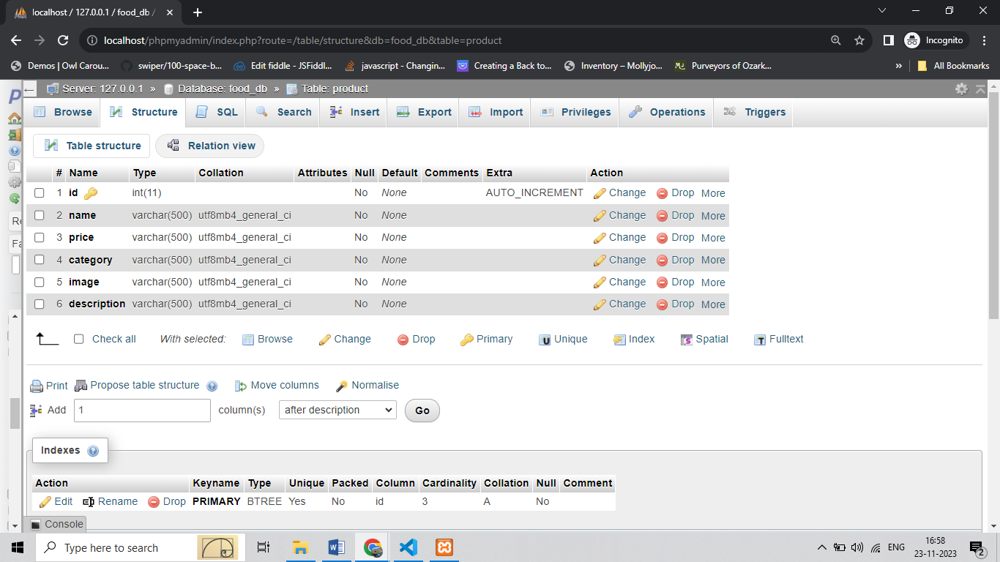 localhost / 127.0.0.1 / food_db /
localhost/phpmyadmin/index.php?route=/table/structure&db=food_db&table=product
Incognito
Demos | Owl Carou...
swiper/100-space-b...
Edit fiddle - JSFiddl...
javascript - Changin...
Creating a Back to...
Inventory – Mollyjo...
Purveyors of Ozark...
»
All Bookmarks
← Server: 127.0.0.1 » Database: food_db » Table: product
Browse Structure SQL Search Insert Export Import Privileges Operations Triggers
Table structure Relation view
# Name Type Collation Attributes Null Default Comments Extra Action
1 id int(11) No None AUTO_INCREMENT Change Drop More
2 name varchar(500) utf8mb4_general_ci No None Change Drop More
3 price varchar(500) utf8mb4_general_ci No None Change Drop More
4 category varchar(500) utf8mb4_general_ci No None Change Drop More
5 image varchar(500) utf8mb4_general_ci No None Change Drop More
6 description varchar(500) utf8mb4_general_ci No None Change Drop More
Check all With selected: Browse Change Drop Primary Unique Index Spatial Fulltext
Print Propose table structure Move columns Normalise
Add 1 column(s) after description Go
Indexes
Action Keyname Type Unique Packed Column Cardinality Collation Null Comment
Edit Rename Drop PRIMARY BTREE Yes No id 3 A No
Console
Type here to search
ENG
16:58
23-11-2023
2